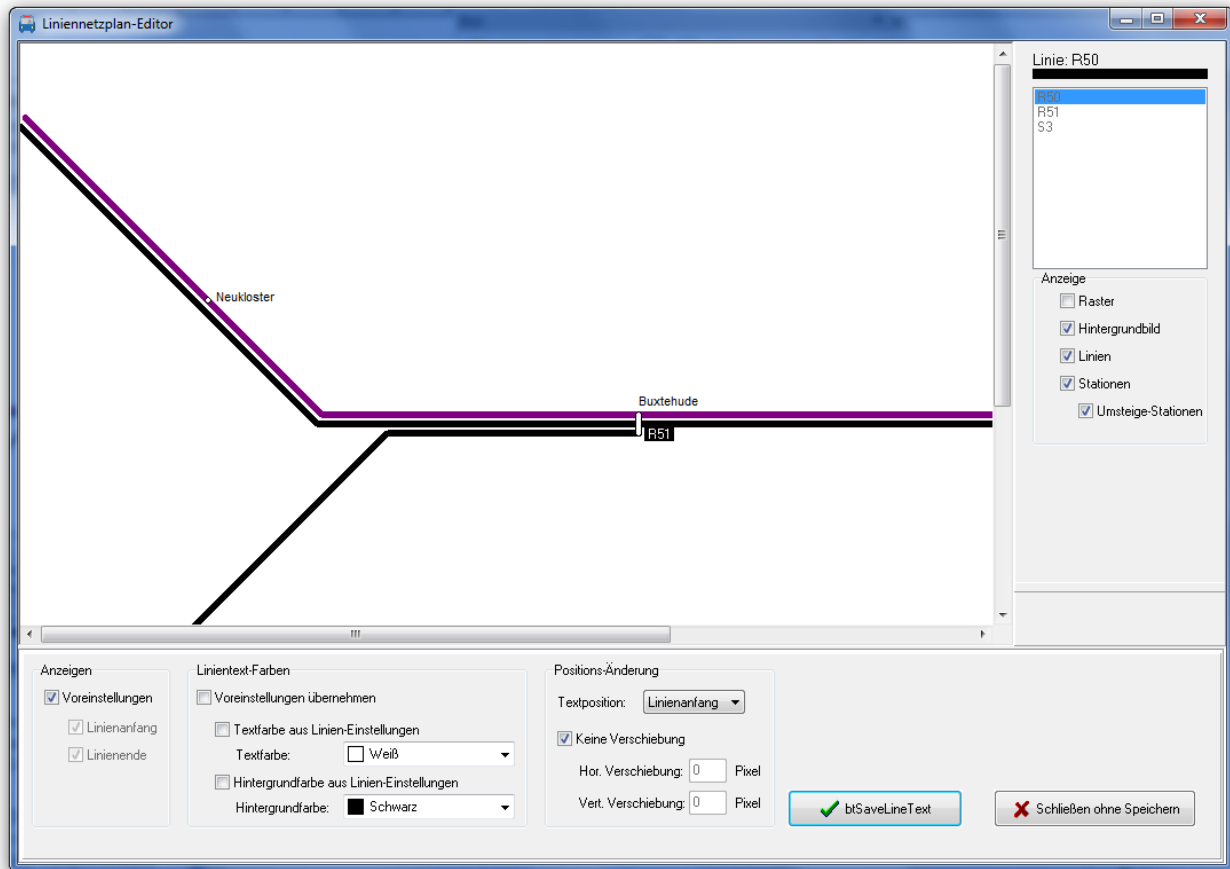 Liniennetzplan-Editor
Linie: R50
R50
R51
S3
Neukloster
Buxtehude
R51
Anzeige
Raster
Hintergrundbild
Linien
Stationen
Umsteige-Stationen
Anzeigen
Voreinstellungen
Linienanfang
Linienende
Linientext-Farben
Voreinstellungen übernehmen
Textfarbe aus Linien-Einstellungen
Textfarbe: Weiß
Hintergrundfarbe aus Linien-Einstellungen
Hintergrundfarbe: Schwarz
Positions-Änderung
Textposition: Linienanfang
Keine Verschiebung
Hor. Verschiebung: 0 Pixel
Vert. Verschiebung: 0 Pixel
btSaveLineText
Schließen ohne Speichern